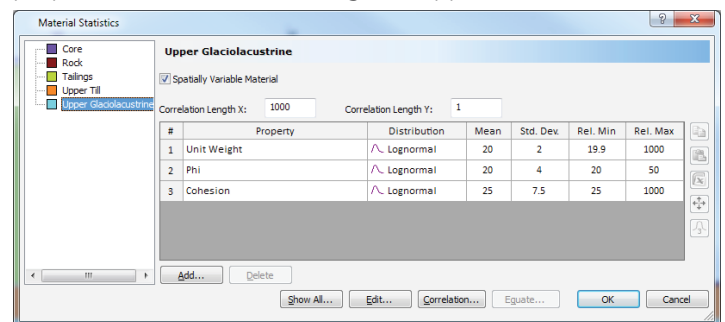 Material Statistics
Core
Rock
Tailings
Upper Till
Upper Glaciolacustrine
Upper Glaciolacustrine
Spatially Variable Material
Correlation Length X: 1000 Correlation Length Y: 1
# Property Distribution Mean Std. Dev. Rel. Min Rel. Max
1 Unit Weight Lognormal 20 2 19.9 1000
2 Phi Lognormal 20 4 20 50
3 Cohesion Lognormal 25 7.5 25 1000
Add... Delete
Show All... Edit... Correlation... Equate... OK Cancel